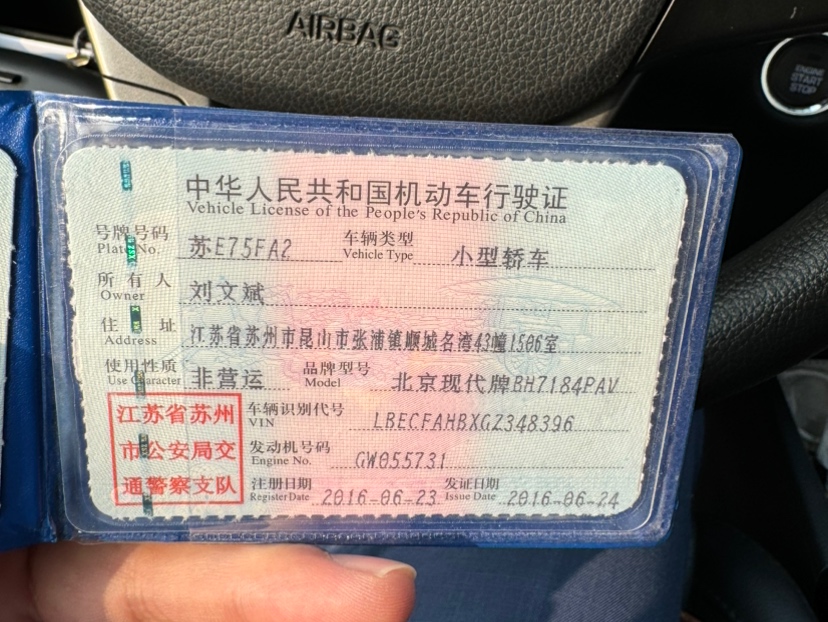 AIRBAG
ENGINE
START
STOP
中华人民共和国机动车行驶证
Vehicle License of the People's Republic of China
号牌号码 苏E75FA2 车辆类型 小型轿车
Plate No. Vehicle Type
所有人 刘文斌
Owner
住址 江苏省苏州市昆山市张浦镇顺城名湾43幢1506室
Address
使用性质 非营运 品牌型号 北京现代牌BH7184PAV
Use Character Model
江苏省苏州
市公安局交
通警察支队
车辆识别代号 LBECFAHBXGZ348396
VIN
发动机号码 GW055731
Engine No.
注册日期 2016-06-23 发证日期 2016-06-24
Register Date Issue Date